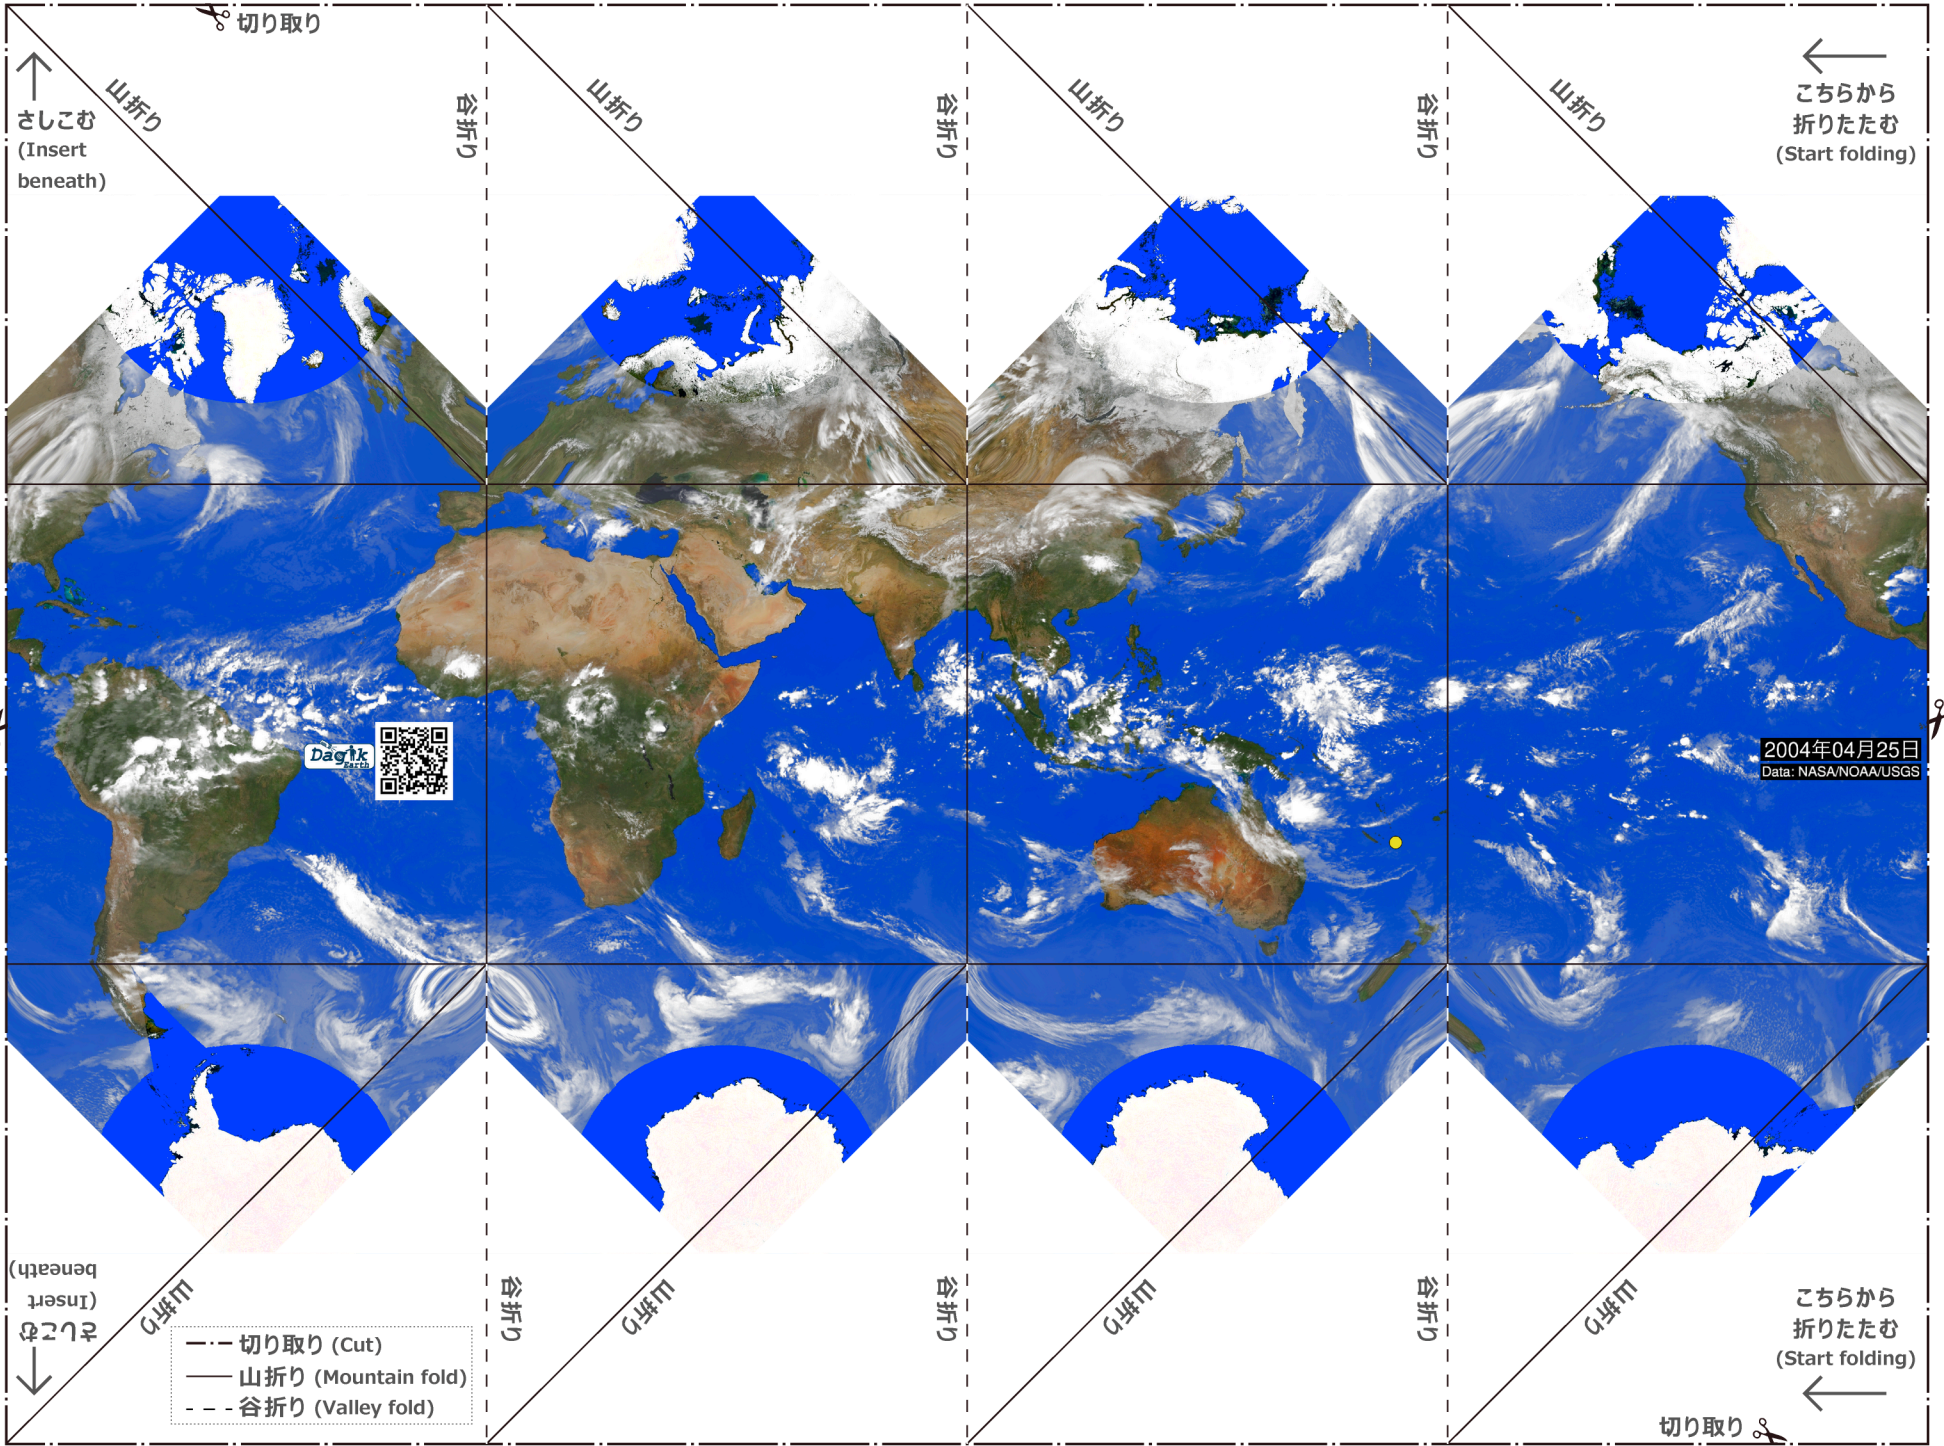 切り取り
山折り
谷折り
山折り
谷折り
山折り
谷折り
山折り
さしこむ
(Insert
beneath)
こちらから
折りたたむ
(Start folding)
Dagik
Earth
2004年04月25日
Data: NASA/NOAA/USGS
さしこむ
(Insert
beneath)
山折り
谷折り
山折り
谷折り
山折り
谷折り
山折り
こちらから
折りたたむ
(Start folding)
切り取り (Cut)
山折り (Mountain fold)
谷折り (Valley fold)
切り取り